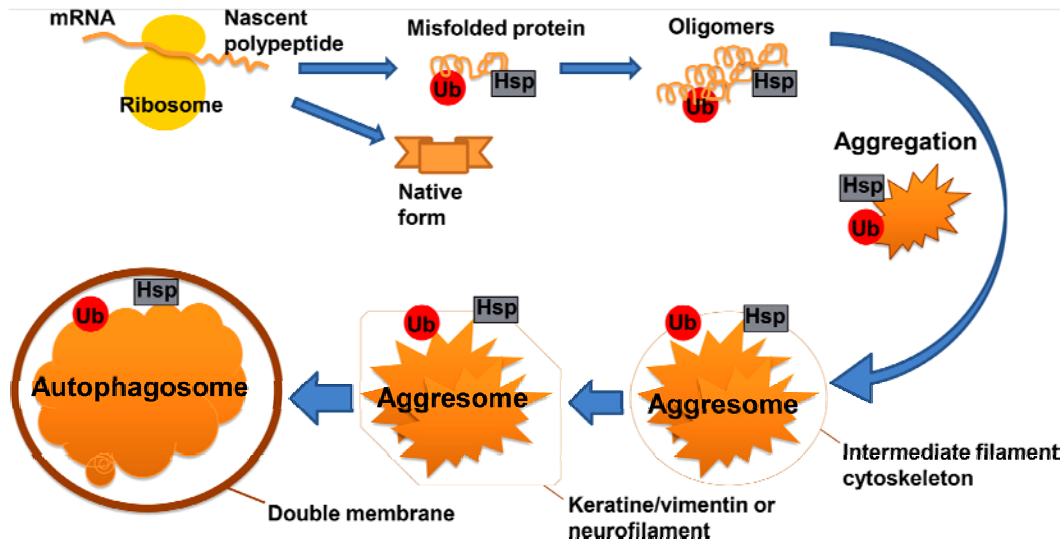 mRNA
Nascent
polypeptide
Ribosome
Misfolded protein
Ub
Hsp
Oligomers
Ub
Hsp
Native
form
Aggregation
Hsp
Ub
Ub
Hsp
Aggresome
Intermediate filament
cytoskeleton
Ub
Hsp
Aggresome
Keratine/vimentin or
neurofilament
Ub
Hsp
Autophagosome
Double membrane